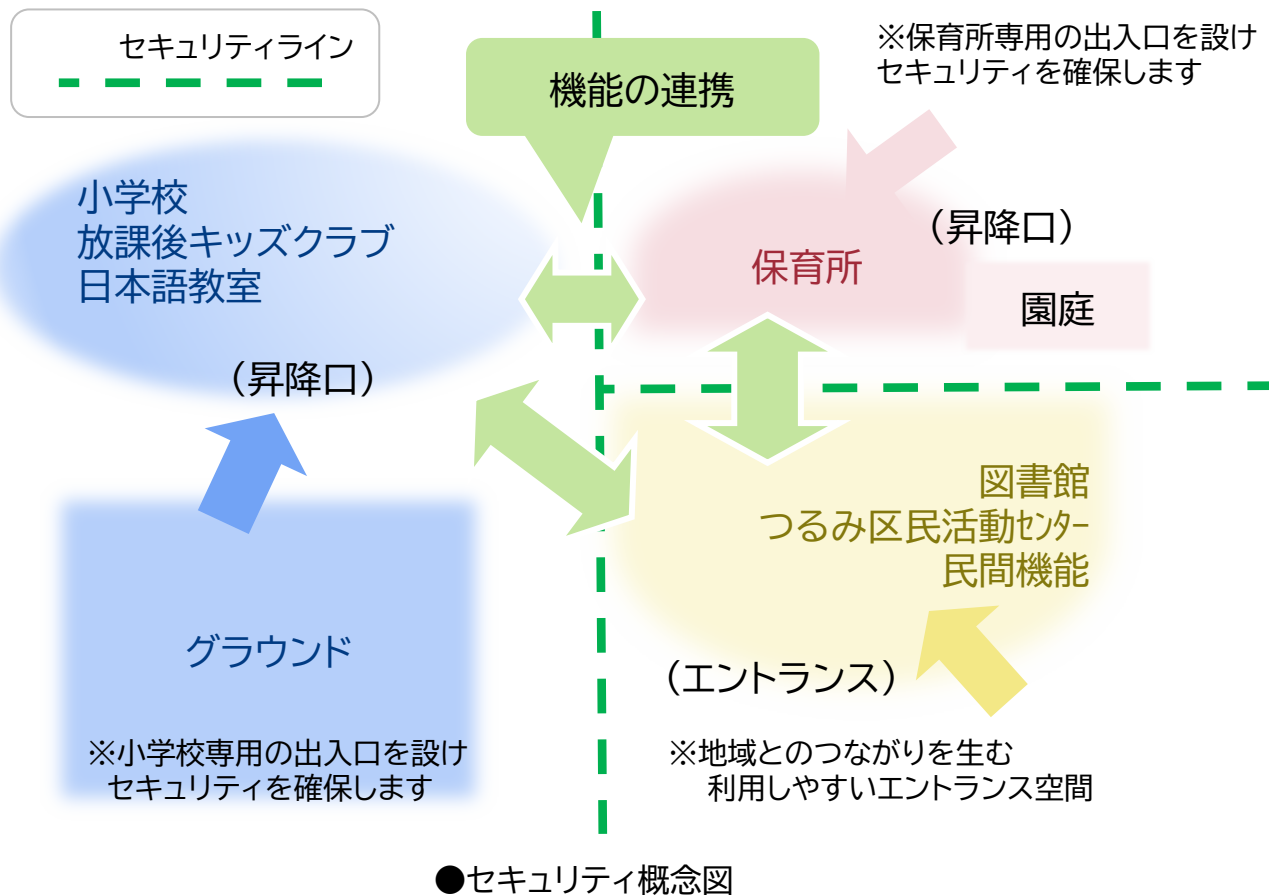 セキュリティライン
機能の連携
※保育所専用の出入口を設け
セキュリティを確保します
小学校
放課後キッズクラブ
日本語教室
（昇降口）
保育所
（昇降口）
園庭
図書館
つるみ区民活動ｾﾝﾀｰ
民間機能
（エントランス）
グラウンド
※小学校専用の出入口を設け
セキュリティを確保します
※地域とのつながりを生む
利用しやすいエントランス空間
●セキュリティ概念図